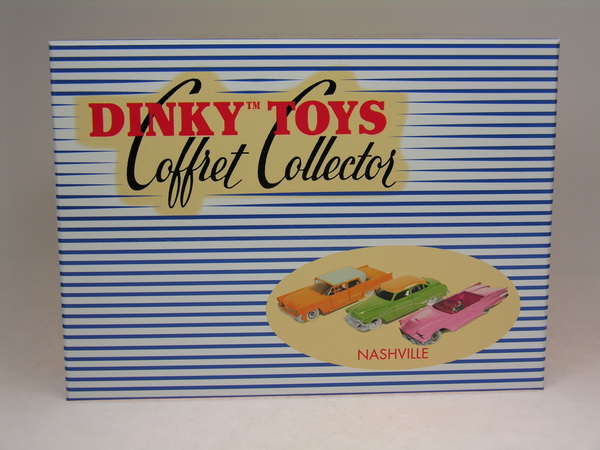 DINKY™ TOYS
Coffret Collector
NASHVILLE